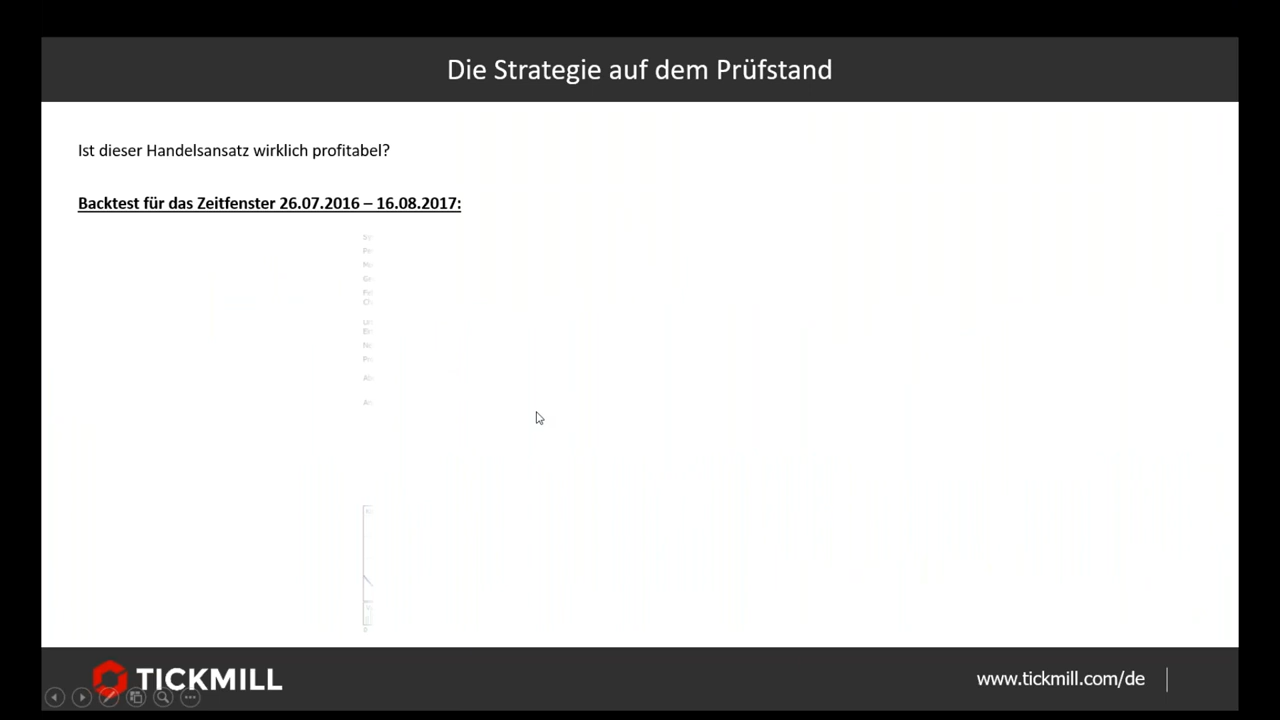 Die Strategie auf dem Prüfstand
Ist dieser Handelsansatz wirklich profitabel?
Backtest für das Zeitfenster 26.07.2016 – 16.08.2017:
TICKMILL
www.tickmill.com/de